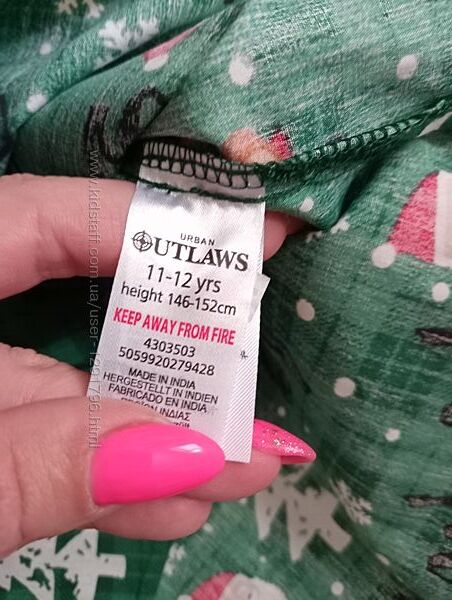 URBAN
OUTLAWS
11-12 yrs
height 146-152cm
KEEP AWAY FROM FIRE
4303503
5059920279428
MADE IN INDIA
HERGESTELLT IN INDIEN
FABRICADO EN INDIA
ΙΝΔΙΑΣ